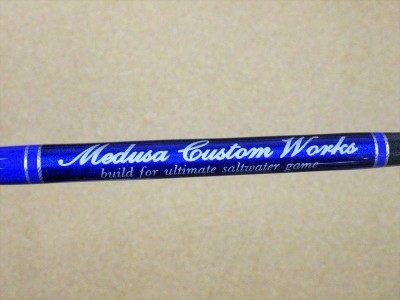 Medusa Custom Works
build for ultimate saltwater game